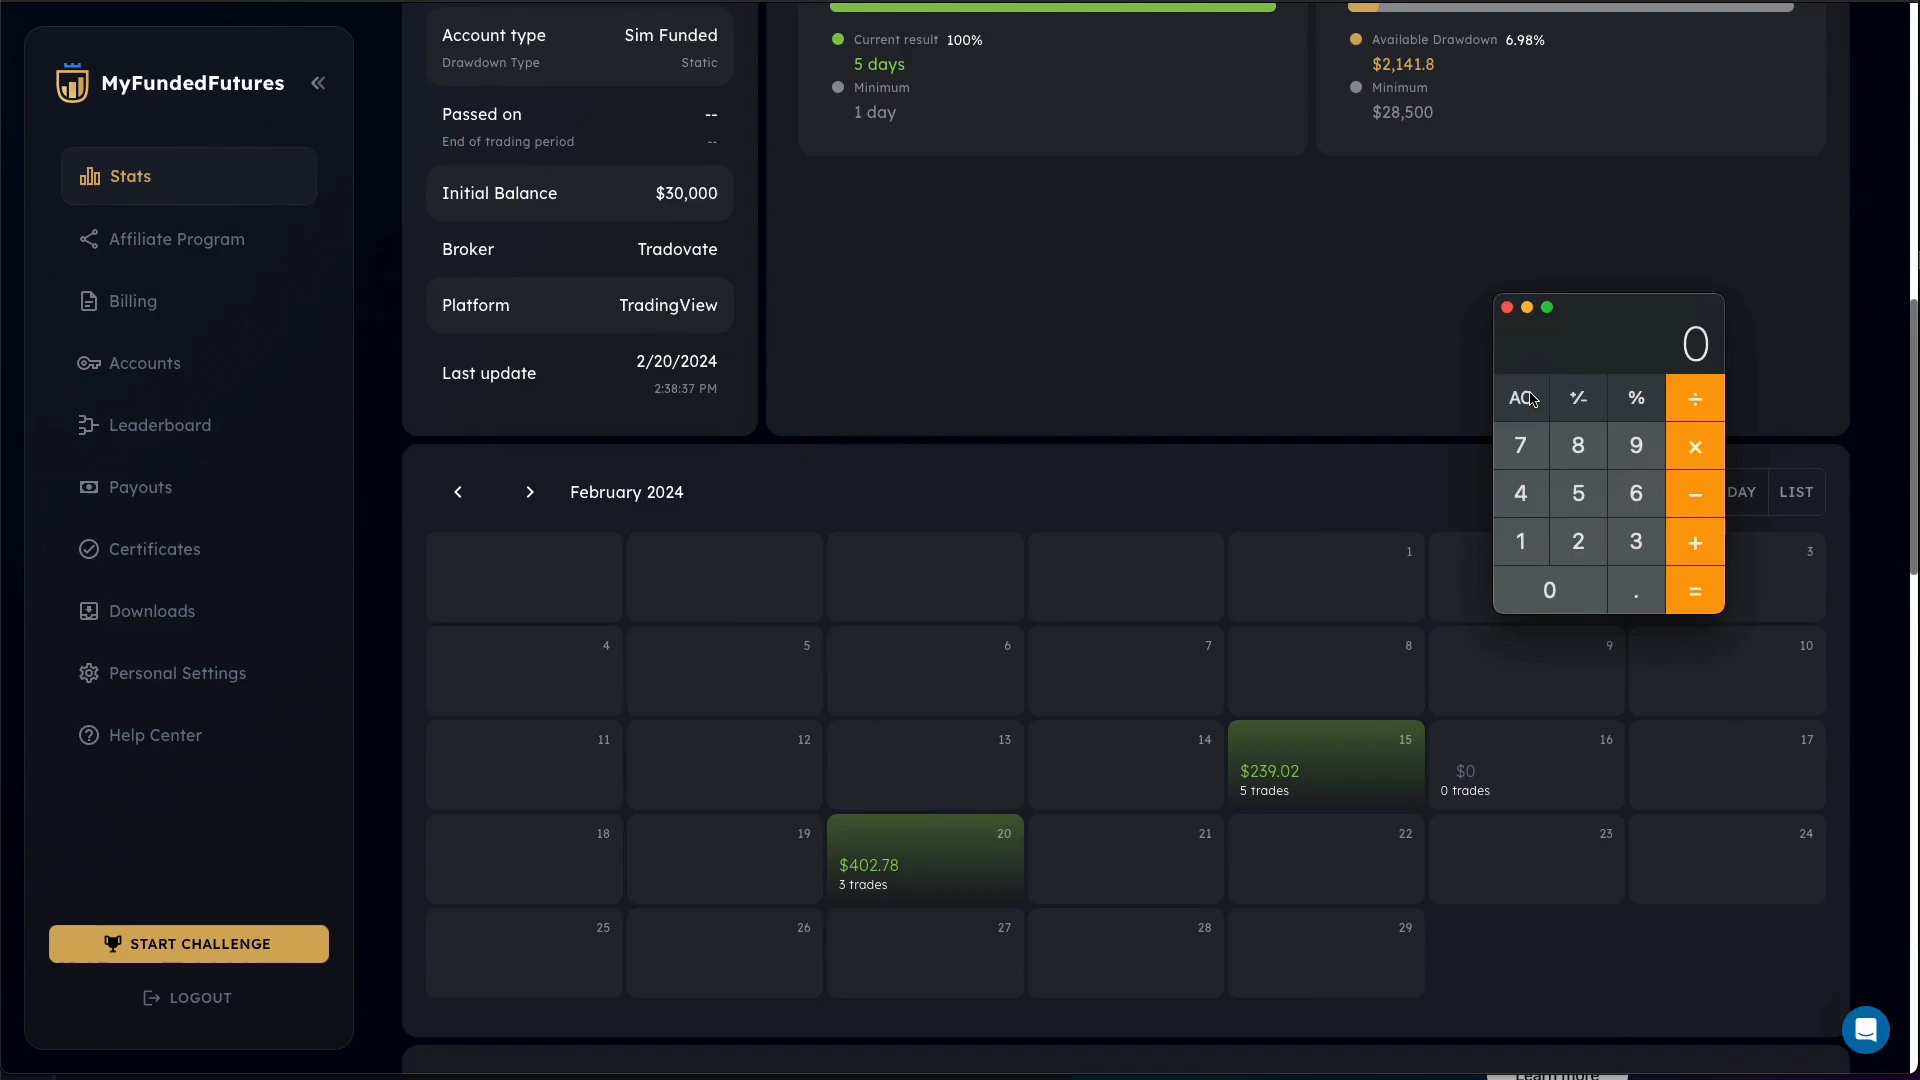 MyFundedFutures
Stats
Affiliate Program
Billing
Accounts
Leaderboard
Payouts
Certificates
Downloads
Personal Settings
Help Center
START CHALLENGE
LOGOUT
Account type Sim Funded
Drawdown Type Static
Passed on --
End of trading period --
Initial Balance $30,000
Broker Tradovate
Platform TradingView
Last update 2/20/2024
2:38:37 PM
Current result 100%
5 days
Minimum
1 day
Available Drawdown 6.98%
$2,141.8
Minimum
$28,500
0
AC +/- % ÷
7 8 9 ×
4 5 6 −
1 2 3 +
0 . =
February 2024
DAY LIST
1 3
4 5 6 7 8 9 10
11 12 13 14 15 16 17
$239.02 $0
5 trades 0 trades
18 19 20 21 22 23 24
$402.78
3 trades
25 26 27 28 29
Learn more